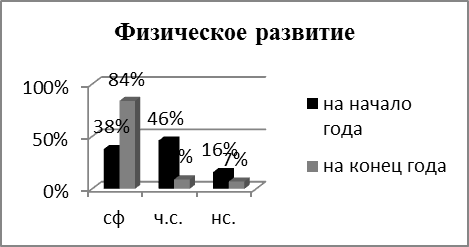 Физическое развитие
100%
50%
0%
38%
84%
46%
%
16%
7%
сф
ч.с.
нс.
на начало
года
на конец года